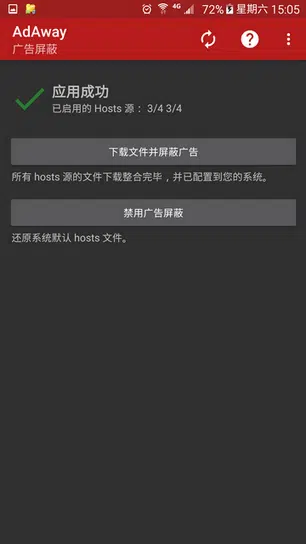 4G 72% 星期六 15:05
AdAway
广告屏蔽
应用成功
已启用的 Hosts 源： 3/4 3/4
下载文件并屏蔽广告
所有 hosts 源的文件下载整合完毕，并已配置到您的系统。
禁用广告屏蔽
还原系统默认 hosts 文件。